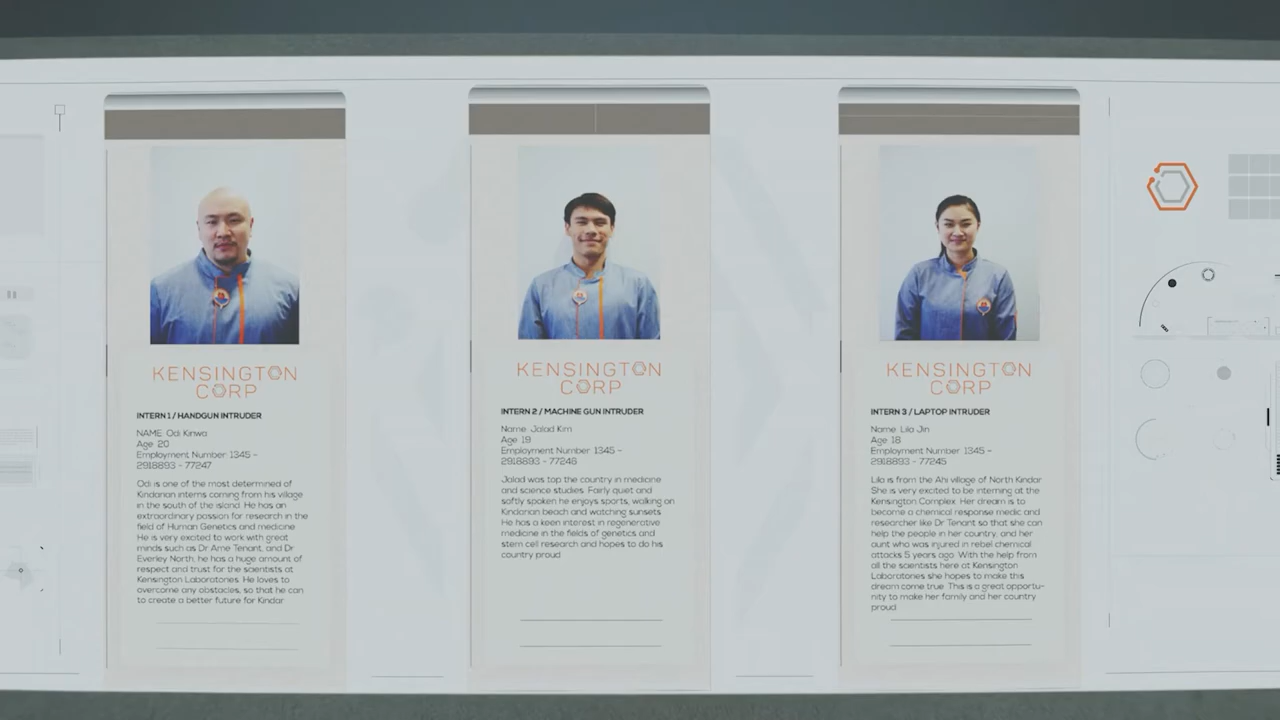 KENSINGTON
CORP
INTERN 1 / HANDGUN INTRUDER
NAME: Odi Kinwa
Age: 20
Employment Number: 1345 -
2918893 - 77247
Odi is one of the most determined of
Kindarian interns coming from his village
in the south of the island. He has an
extraordinary passion for research in the
field of Human Genetics and medicine
He is very excited to work with great
minds such as Dr Arne Tenant, and Dr
Everley North, he has a huge amount of
respect and trust for the scientists at
Kensington Laboratories. He loves to
overcome any obstacles, so that he can
to create a better future for Kindar
KENSINGTON
CORP
INTERN 2 / MACHINE GUN INTRUDER
Name: Jalad Kim
Age: 19
Employment Number: 1345 -
2918893 - 77246
Jalad was top the country in medicine
and science studies. Fairly quiet and
softly spoken he enjoys sports, walking on
Kindarian beach and watching sunsets
He has a keen interest in regenerative
medicine in the fields of genetics and
stem cell research and hopes to do his
country proud
KENSINGTON
CORP
INTERN 3 / LAPTOP INTRUDER
Name: Lila Jin
Age: 18
Employment Number: 1345 -
2918893 - 77245
Lila is from the Ahi village of North Kindar
She is very excited to be interning at the
Kensington Complex. Her dream is to
become a chemical response medic and
researcher like Dr Tenant so that she can
help the people in her country, and her
aunt who was injured in rebel chemical
attacks 5 years ago. With the help from
all the scientists here at Kensington
Laboratories she hopes to make this
dream come true. This is a great opportu-
nity to make her family and her country
proud